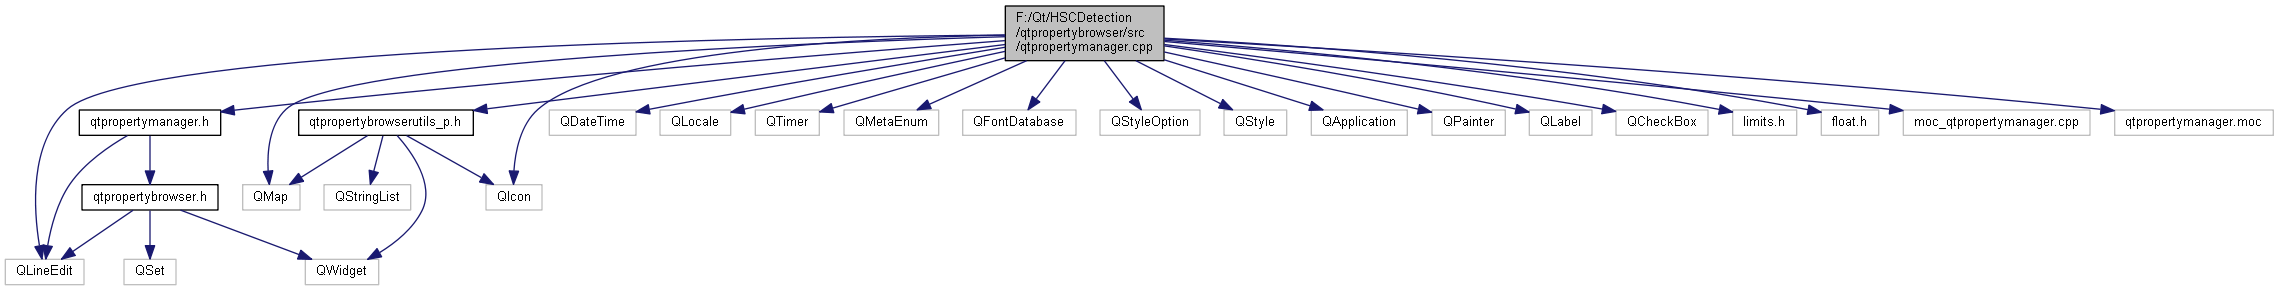 F:/Qt/HSCDetection
/qtpropertybrowser/src
/qtpropertymanager.cpp
qtpropertymanager.h
qtpropertybrowserutils_p.h
QDateTime
QLocale
QTimer
QMetaEnum
QFontDatabase
QStyleOption
QStyle
QApplication
QPainter
QLabel
QCheckBox
limits.h
float.h
moc_qtpropertymanager.cpp
qtpropertymanager.moc
qtpropertybrowser.h
QMap
QStringList
QIcon
QLineEdit
QSet
QWidget